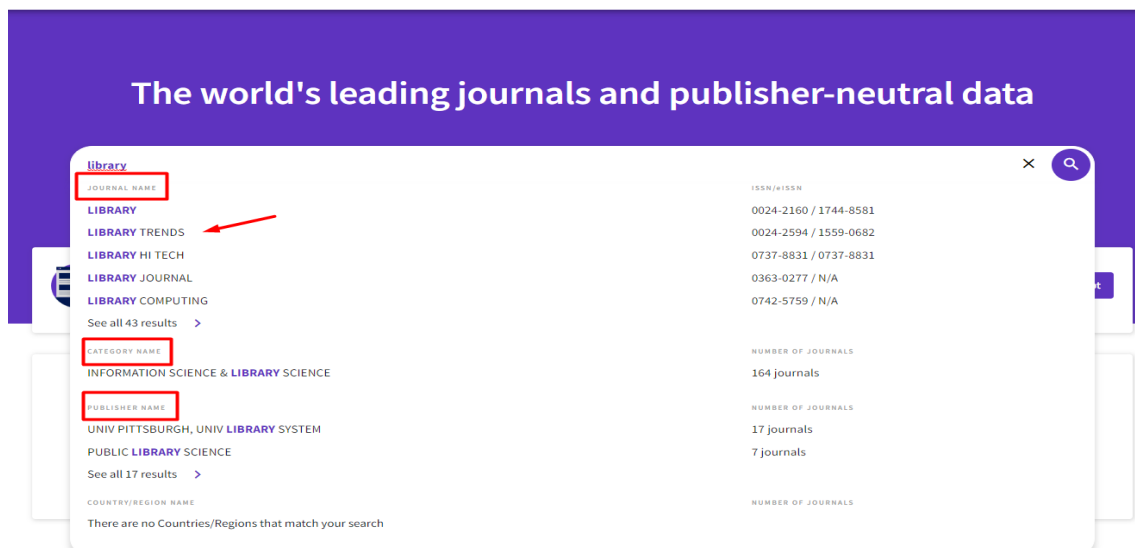 The world's leading journals and publisher-neutral data
library
JOURNAL NAME ISSN/eISSN
LIBRARY 0024-2160 / 1744-8581
LIBRARY TRENDS 0024-2594 / 1559-0682
LIBRARY HI TECH 0737-8831 / 0737-8831
LIBRARY JOURNAL 0363-0277 / N/A
LIBRARY COMPUTING 0742-5759 / N/A
See all 43 results
CATEGORY NAME NUMBER OF JOURNALS
INFORMATION SCIENCE & LIBRARY SCIENCE 164 journals
PUBLISHER NAME NUMBER OF JOURNALS
UNIV PITTSBURGH, UNIV LIBRARY SYSTEM 17 journals
PUBLIC LIBRARY SCIENCE 7 journals
See all 17 results
COUNTRY/REGION NAME NUMBER OF JOURNALS
There are no Countries/Regions that match your search